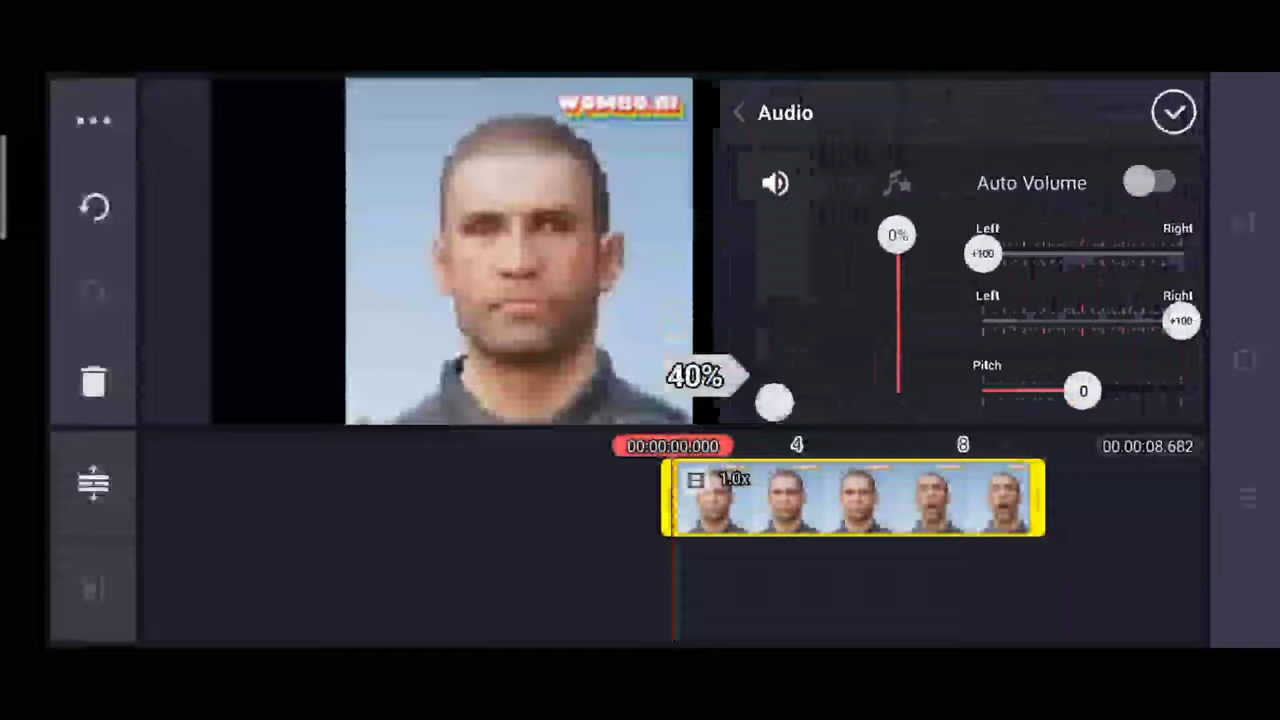 WOMBO.AI
Audio
Auto Volume
0%
Left
Right
+100
Left
Right
+100
40%
Pitch
0
00:00:00.000
4
8
00:00:08.682
1.0x